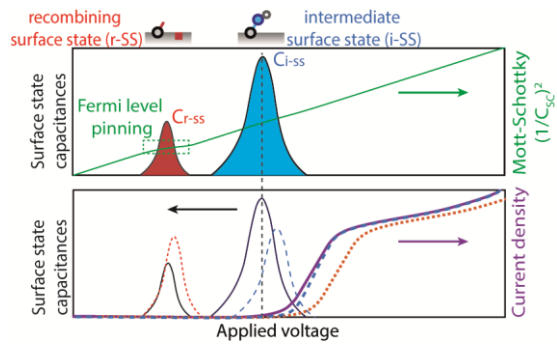 recombining
surface state (r-SS)
intermediate
surface state (i-SS)
Surface state
capacitances
Fermi level
pinning
Cr-ss
Ci-ss
Mott-Schottky
(1/CSC)²
Surface state
capacitances
Current density
Applied voltage